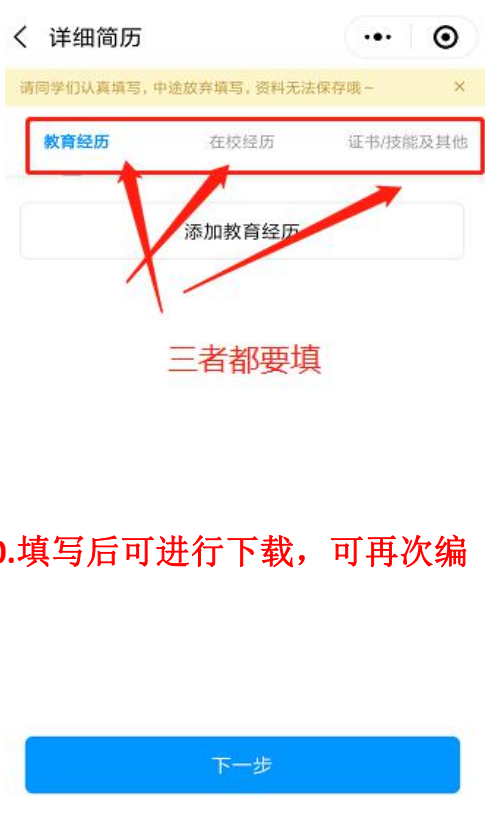 详细简历
请同学们认真填写，中途放弃填写，资料无法保存哦～
教育经历 在校经历 证书/技能及其他
添加教育经历
三者都要填
0.填写后可进行下载，可再次编
下一步